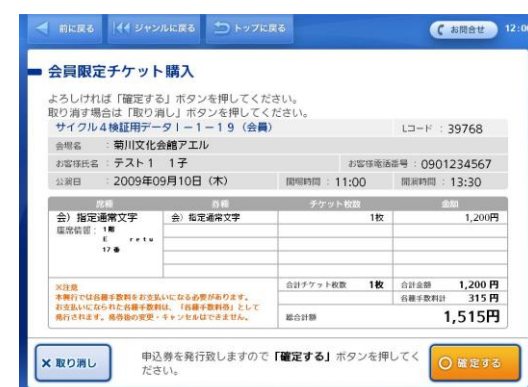 前に戻る ジャンルに戻る トップに戻る お問合せ 12:00
会員限定チケット購入
よろしければ「確定する」ボタンを押してください。
取り消す場合は「取り消し」ボタンを押してください。
サイクル4検証用データ1－1－19（会員） Lコード：39768
会場名：菊川文化会館アエル
お客様氏名：テスト1 1子 お客様電話番号：0901234567
公演日：2009年09月10日（木） 開場時間：11:00 開演時間：13:30
席種 券種 チケット枚数 金額
会）指定通常文字 会）指定通常文字 1枚 1,200円
座席情報：1階
E retu
17番
※注意 合計チケット枚数 1枚 合計金額 1,200円
本発行では各種手数料をお支払いになる必要があります。 各種手数料計 315円
お支払いになられた各種手数料は、「各種手数料券」として
発行されます。発券後の変更・キャンセルはできません。 総合計額 1,515円
× 取り消し 申込券を発行致しますので「確定する」ボタンを押してください。 確定する